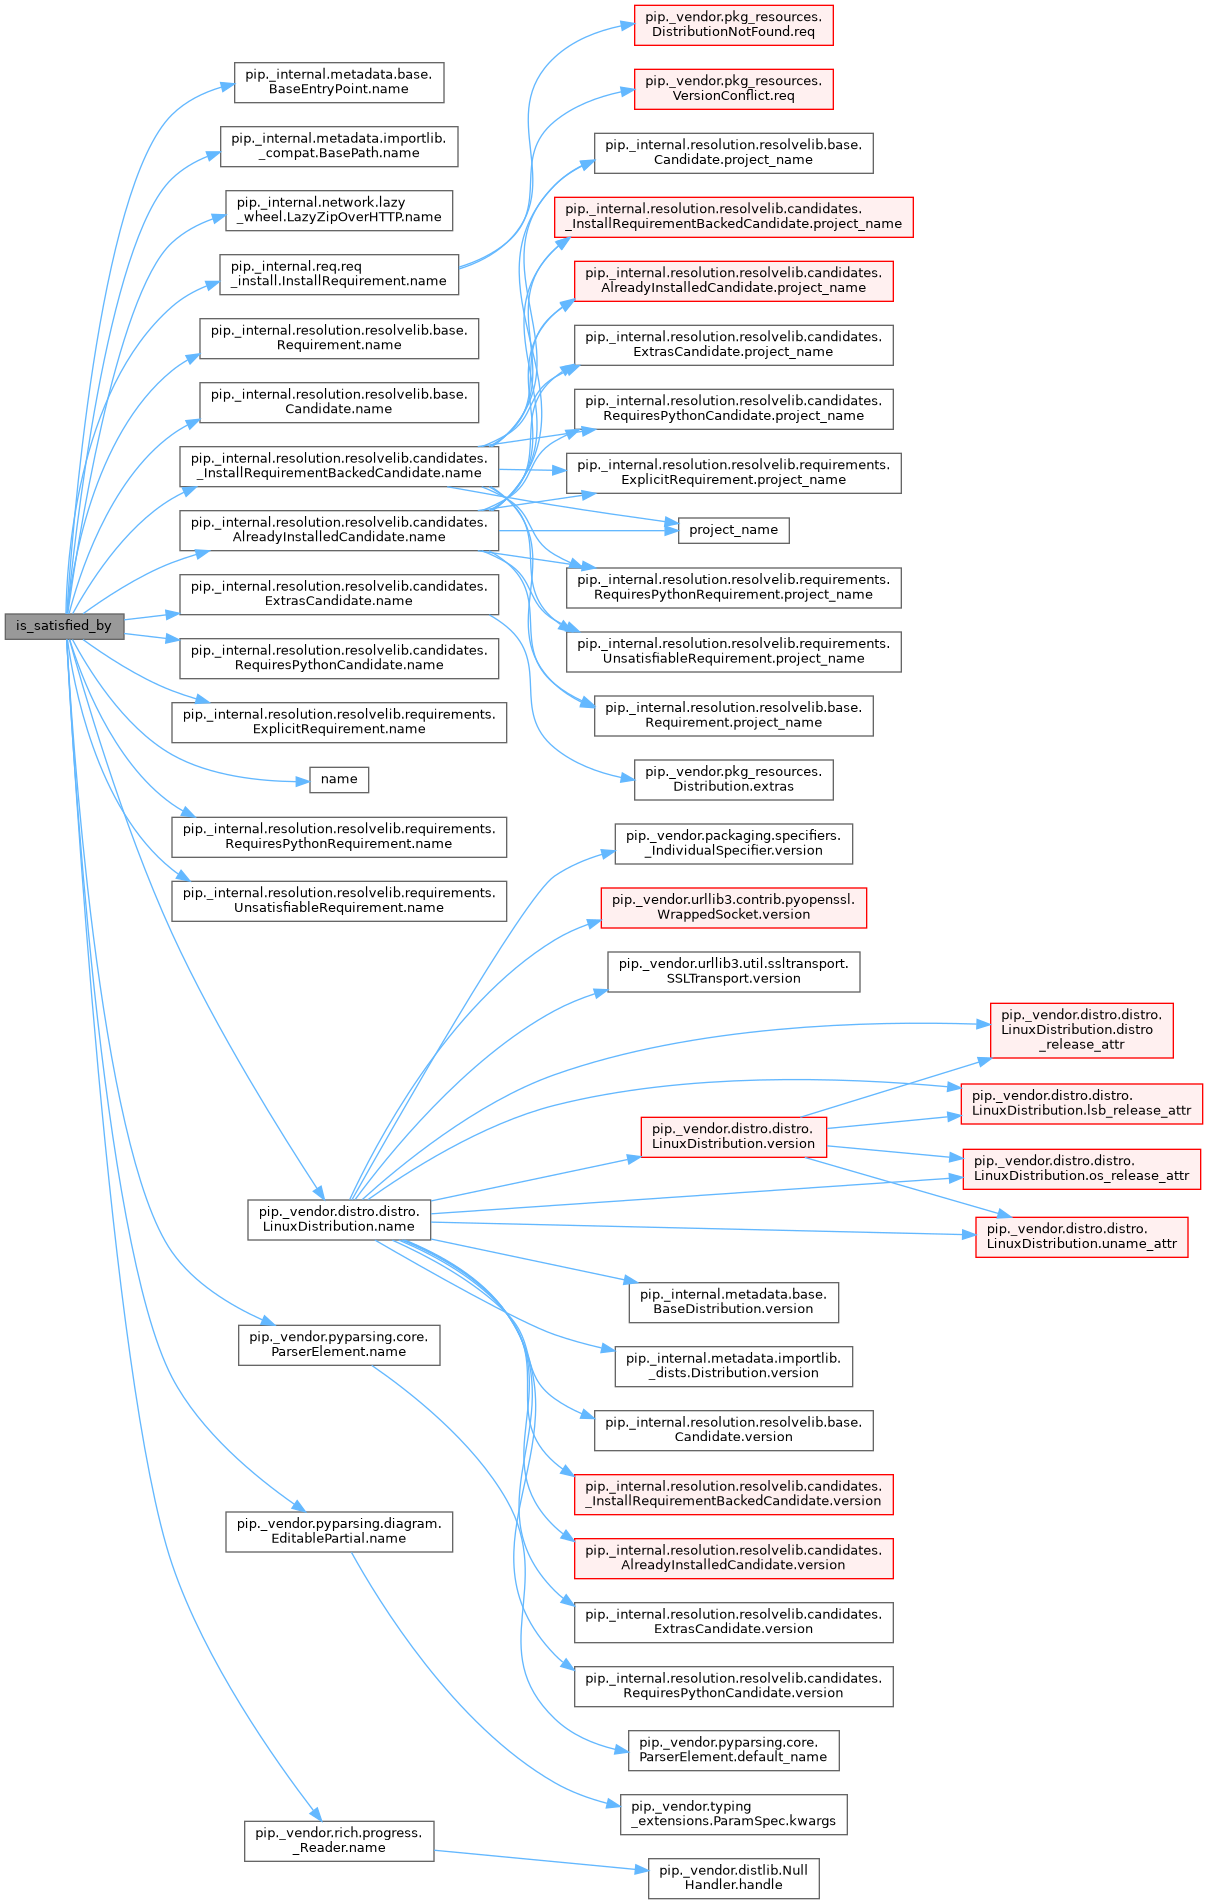 is_satisfied_by
pip._internal.metadata.base.
BaseEntryPoint.name
pip._internal.metadata.importlib.
_compat.BasePath.name
pip._internal.network.lazy
_wheel.LazyZipOverHTTP.name
pip._internal.req.req
_install.InstallRequirement.name
pip._internal.resolution.resolvelib.base.
Requirement.name
pip._internal.resolution.resolvelib.base.
Candidate.name
pip._internal.resolution.resolvelib.candidates.
_InstallRequirementBackedCandidate.name
pip._internal.resolution.resolvelib.candidates.
AlreadyInstalledCandidate.name
pip._internal.resolution.resolvelib.candidates.
ExtrasCandidate.name
pip._internal.resolution.resolvelib.candidates.
RequiresPythonCandidate.name
pip._internal.resolution.resolvelib.requirements.
ExplicitRequirement.name
name
pip._internal.resolution.resolvelib.requirements.
RequiresPythonRequirement.name
pip._internal.resolution.resolvelib.requirements.
UnsatisfiableRequirement.name
pip._vendor.distro.distro.
LinuxDistribution.name
pip._vendor.pyparsing.core.
ParserElement.name
pip._vendor.pyparsing.diagram.
EditablePartial.name
pip._vendor.rich.progress.
_Reader.name
pip._vendor.pkg_resources.
DistributionNotFound.req
pip._vendor.pkg_resources.
VersionConflict.req
pip._internal.resolution.resolvelib.base.
Candidate.project_name
pip._internal.resolution.resolvelib.candidates.
_InstallRequirementBackedCandidate.project_name
pip._internal.resolution.resolvelib.candidates.
AlreadyInstalledCandidate.project_name
pip._internal.resolution.resolvelib.candidates.
ExtrasCandidate.project_name
pip._internal.resolution.resolvelib.candidates.
RequiresPythonCandidate.project_name
pip._internal.resolution.resolvelib.requirements.
ExplicitRequirement.project_name
project_name
pip._internal.resolution.resolvelib.requirements.
RequiresPythonRequirement.project_name
pip._internal.resolution.resolvelib.requirements.
UnsatisfiableRequirement.project_name
pip._internal.resolution.resolvelib.base.
Requirement.project_name
pip._vendor.pkg_resources.
Distribution.extras
pip._vendor.packaging.specifiers.
_IndividualSpecifier.version
pip._vendor.urllib3.contrib.pyopenssl.
WrappedSocket.version
pip._vendor.urllib3.util.ssltransport.
SSLTransport.version
pip._vendor.distro.distro.
LinuxDistribution.version
pip._internal.metadata.base.
BaseDistribution.version
pip._internal.metadata.importlib.
_dists.Distribution.version
pip._internal.resolution.resolvelib.base.
Candidate.version
pip._internal.resolution.resolvelib.candidates.
_InstallRequirementBackedCandidate.version
pip._internal.resolution.resolvelib.candidates.
AlreadyInstalledCandidate.version
pip._internal.resolution.resolvelib.candidates.
ExtrasCandidate.version
pip._internal.resolution.resolvelib.candidates.
RequiresPythonCandidate.version
pip._vendor.pyparsing.core.
ParserElement.default_name
pip._vendor.typing
_extensions.ParamSpec.kwargs
pip._vendor.distlib.Null
Handler.handle
pip._vendor.distro.distro.
LinuxDistribution.distro
_release_attr
pip._vendor.distro.distro.
LinuxDistribution.lsb_release_attr
pip._vendor.distro.distro.
LinuxDistribution.os_release_attr
pip._vendor.distro.distro.
LinuxDistribution.uname_attr